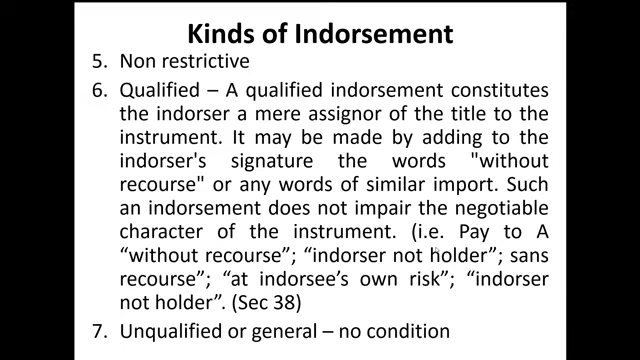 Kinds of Indorsement
5. Non restrictive
6. Qualified – A qualified indorsement constitutes
the indorser a mere assignor of the title to the
instrument. It may be made by adding to the
indorser's signature the words "without
recourse" or any words of similar import. Such
an indorsement does not impair the negotiable
character of the instrument. (i.e. Pay to A
“without recourse”; “indorser not holder”; sans
recourse”; “at indorsee’s own risk”; “indorser
not holder”. (Sec 38)
7. Unqualified or general – no condition